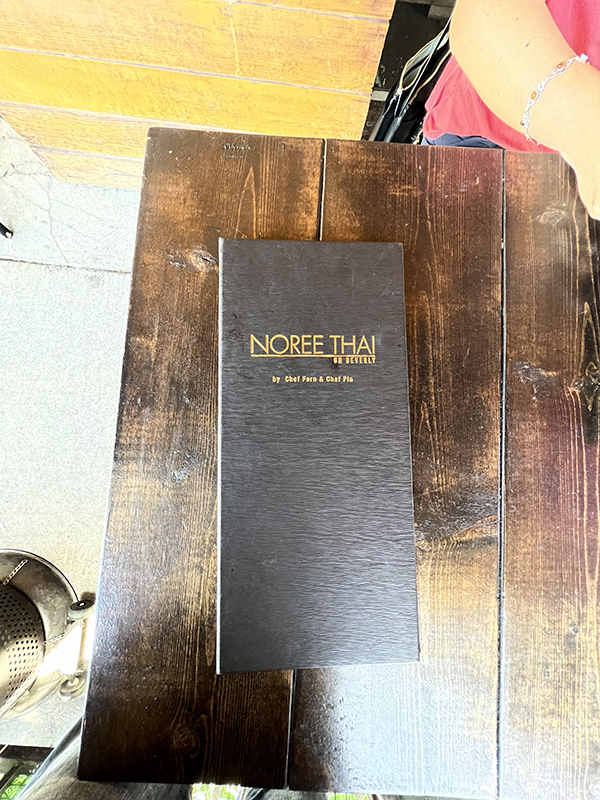 NOREE THAI
ON BEVERLY
by Chef Fern & Chef Pla